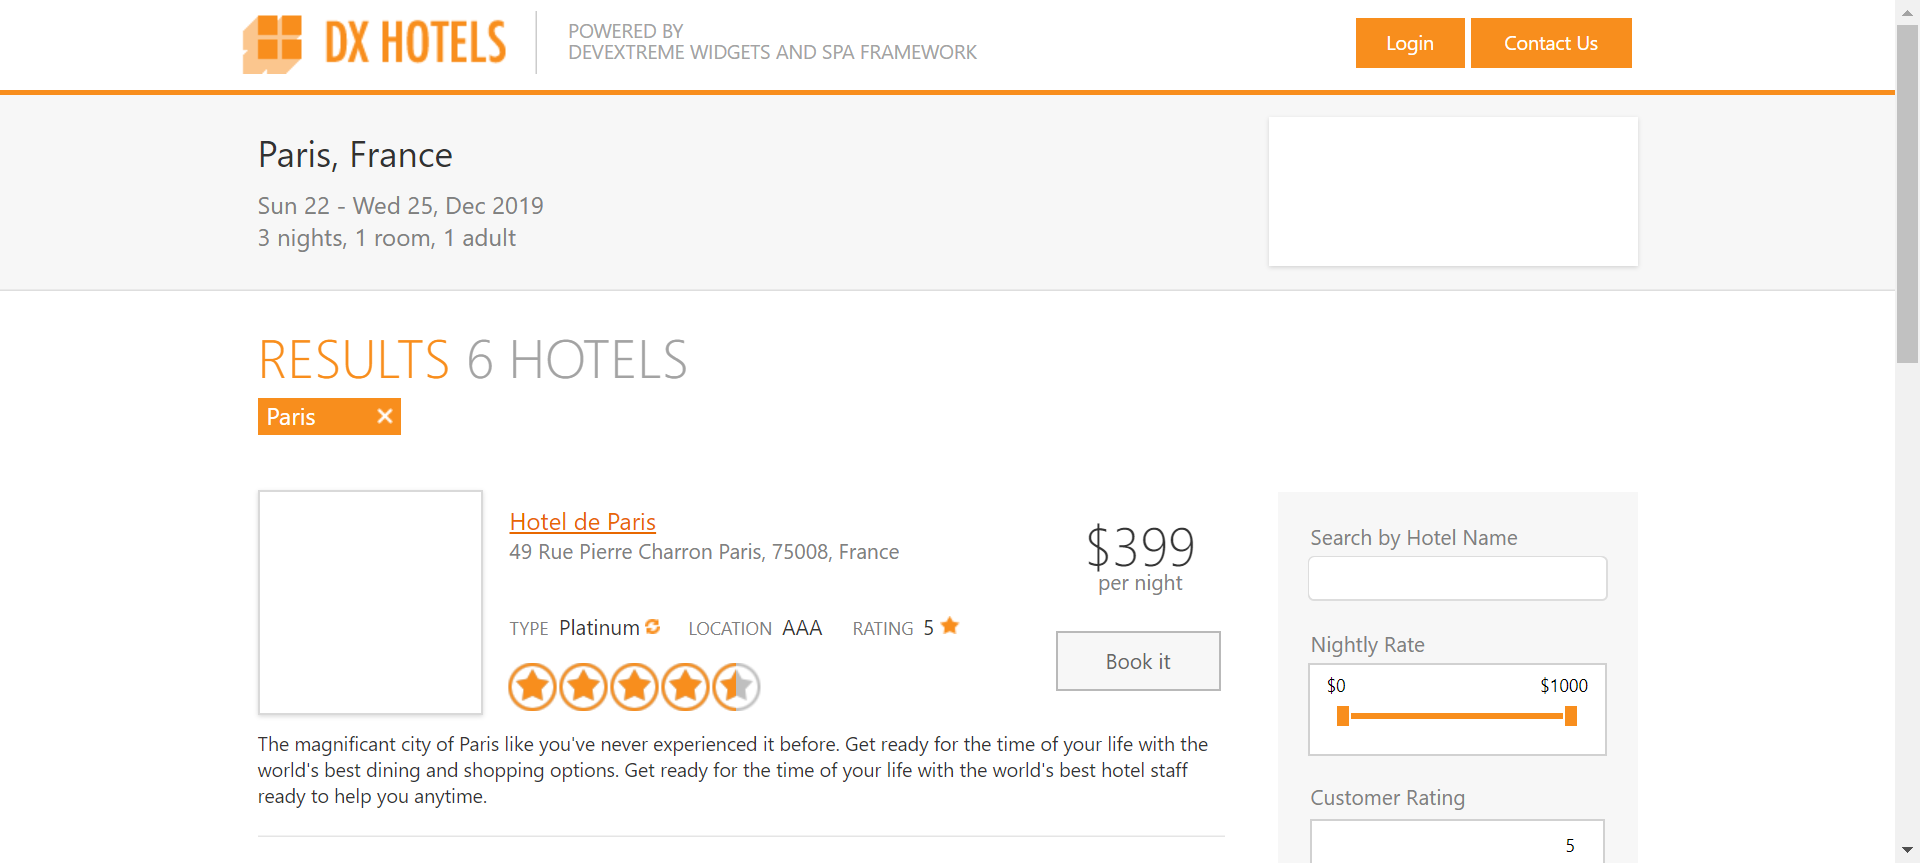 DX HOTELS
POWERED BY
DEVEXTREME WIDGETS AND SPA FRAMEWORK
Login
Contact Us
Paris, France
Sun 22 - Wed 25, Dec 2019
3 nights, 1 room, 1 adult
RESULTS 6 HOTELS
Paris
Hotel de Paris
49 Rue Pierre Charron Paris, 75008, France
TYPE Platinum LOCATION AAA RATING 5
$399
per night
Book it
The magnificant city of Paris like you've never experienced it before. Get ready for the time of your life with the
world's best dining and shopping options. Get ready for the time of your life with the world's best hotel staff
ready to help you anytime.
Search by Hotel Name
Nightly Rate
$0 $1000
Customer Rating
5